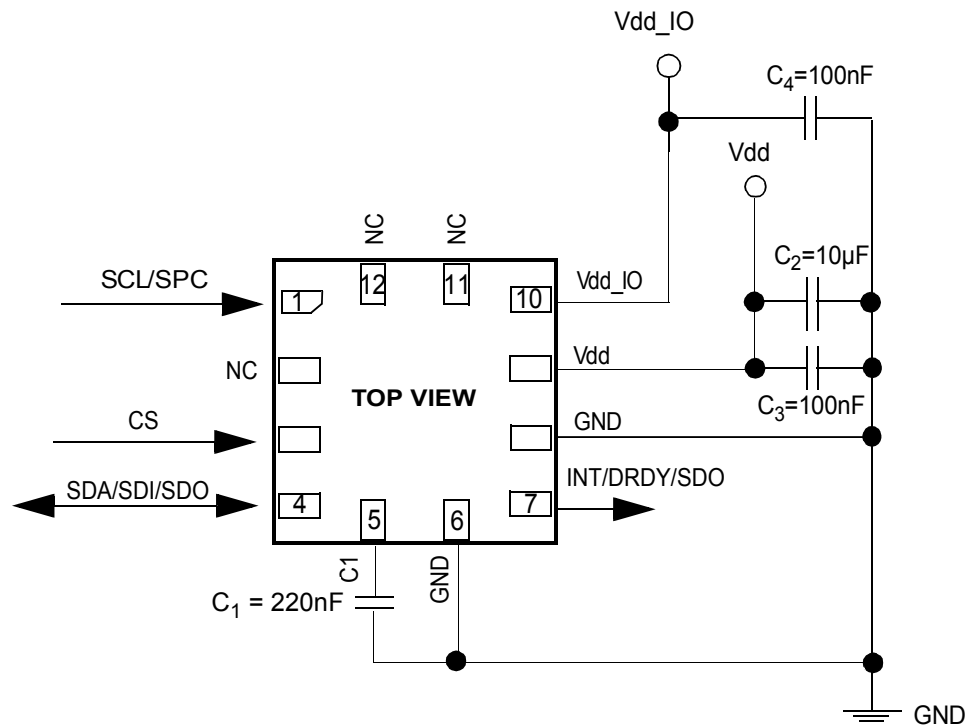 Vdd_IO
C4=100nF
Vdd
NC
NC
C2=10µF
SCL/SPC
1
12
11
10
Vdd_IO
NC
TOP VIEW
Vdd
C3=100nF
CS
GND
SDA/SDI/SDO
4
5
6
7
INT/DRDY/SDO
C1
GND
C1 = 220nF
GND